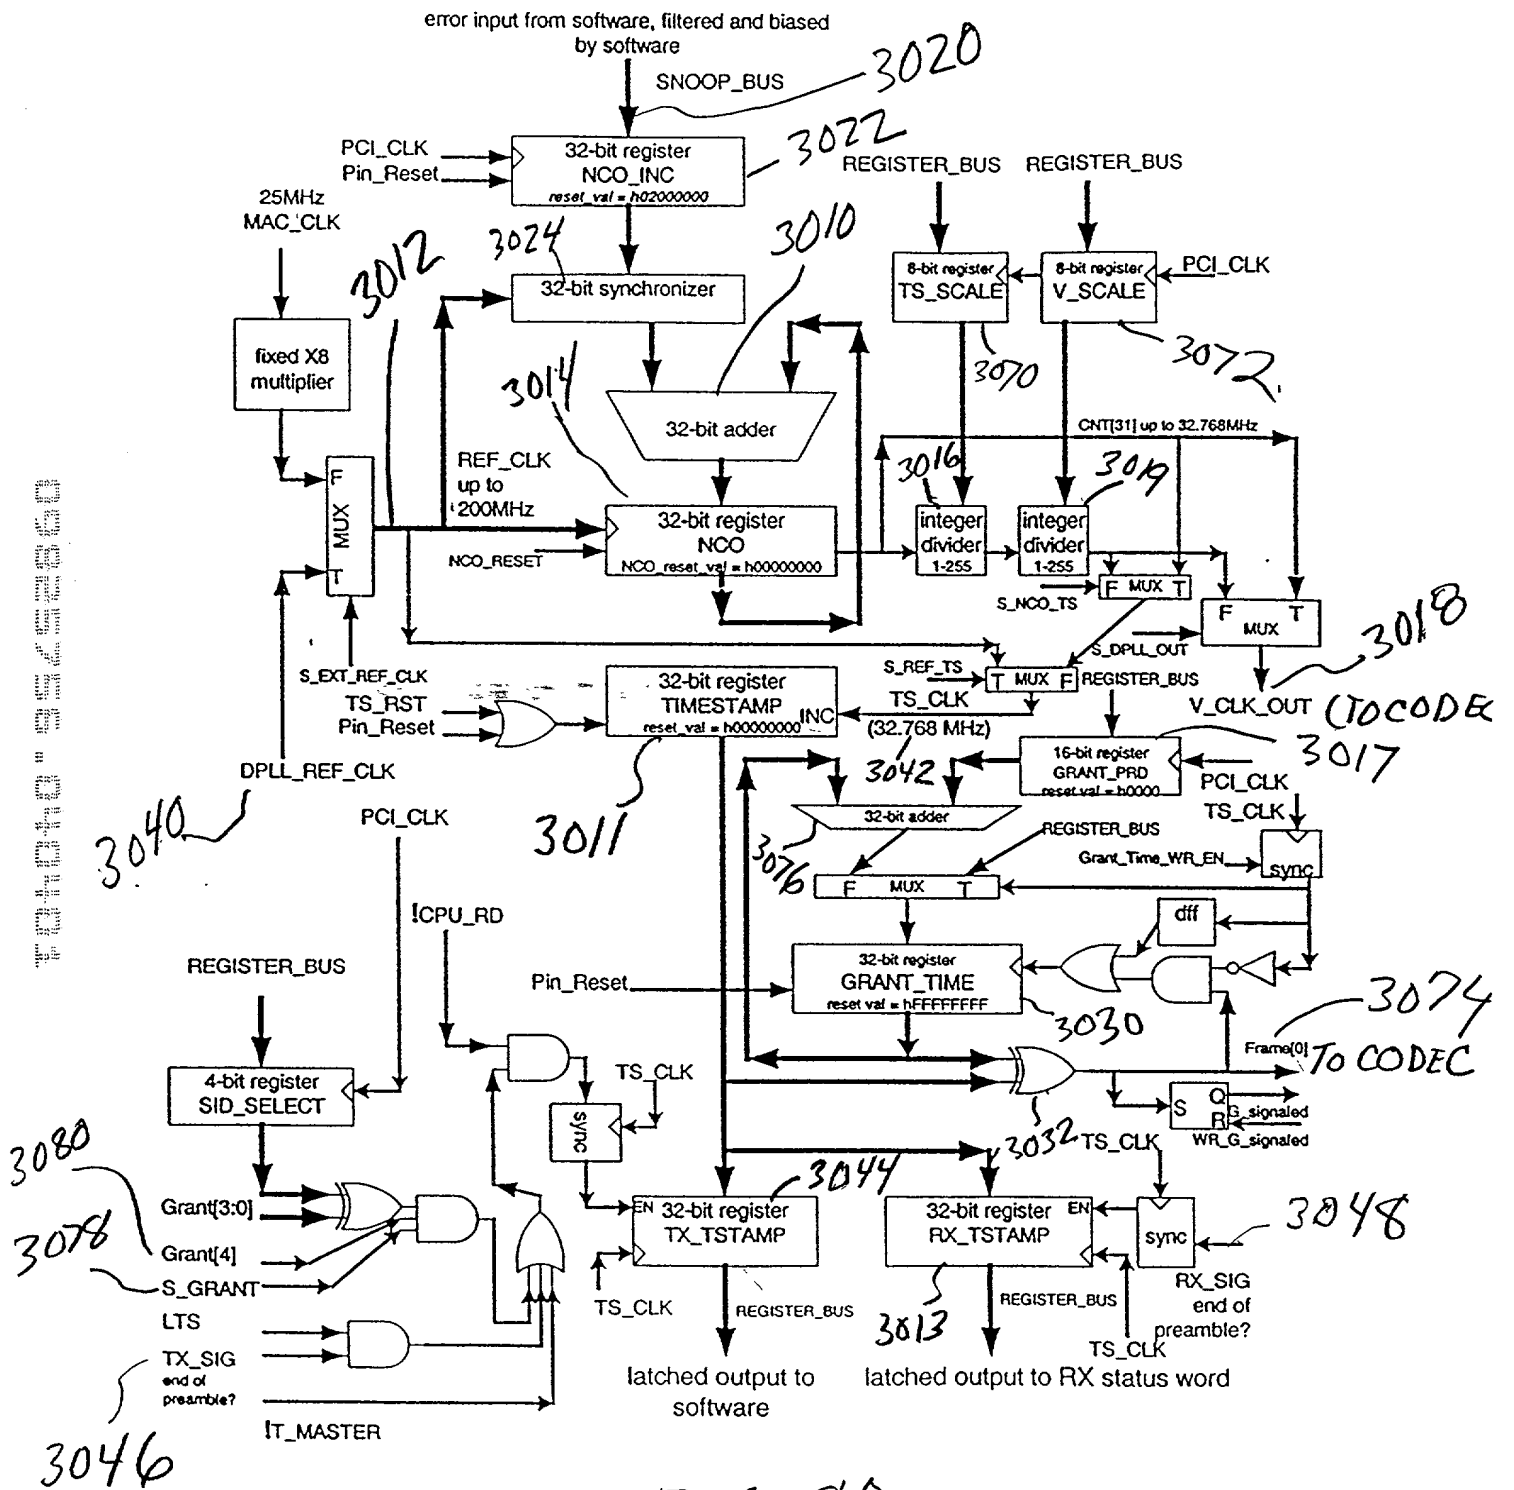 error input from software, filtered and biased
by software
SNOOP_BUS
3020
PCI_CLK
Pin_Reset
32-bit register
NCO_INC
reset_val = h02000000
3022
REGISTER_BUS
REGISTER_BUS
25MHz
MAC_CLK
3012
3024
32-bit synchronizer
3010
8-bit register
TS_SCALE
8-bit register
V_SCALE
PCI_CLK
fixed X8
multiplier
3014
3070
3072
32-bit adder
CNT[31] up to 32.768MHz
F
MUX
T
REF_CLK
up to
200MHz
3016
3019
NCO_RESET
32-bit register
NCO
NCO_reset_val = h00000000
integer
divider
1-255
integer
divider
1-255
S_NCO_TS
F MUX T
F T
MUX
S_DPLL_OUT
3018
S_EXT_REF_CLK
S_REF_TS
T MUX F
REGISTER_BUS
V_CLK_OUT (TO CODEC
TS_RST
Pin_Reset
32-bit register
TIMESTAMP
reset_val = h00000000
INC
TS_CLK
(32.768 MHz)
3042
16-bit register
GRANT_PRD
reset val = h0000
3017
PCI_CLK
DPLL_REF_CLK
3040
3011
PCI_CLK
32-bit adder
3076
REGISTER_BUS
TS_CLK
Grant_Time_WR_EN
sync
F MUX T
!CPU_RD
dff
REGISTER_BUS
Pin_Reset
32-bit register
GRANT_TIME
reset val = hFFFFFFFF
3030
3074
Frame[0]
TO CODEC
4-bit register
SID_SELECT
TS_CLK
sync
3032
S Q
R
G_signaled
WR_G_signaled
TS_CLK
3080
Grant[3:0]
3078
Grant[4]
S_GRANT
3044
EN
32-bit register
TX_TSTAMP
32-bit register
RX_TSTAMP
EN
sync
3048
TS_CLK
REGISTER_BUS
3013
REGISTER_BUS
TS_CLK
RX_SIG
end of
preamble?
LTS
TX_SIG
end of
preamble?
!T_MASTER
3046
latched output to
software
latched output to RX status word